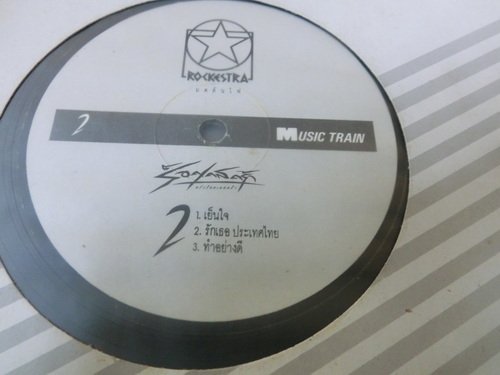 ROCKESTRA
2
MUSIC TRAIN
2
1. เย็นใจ
2. รักเธอ ประเทศไทย
3. ทำอย่างดี